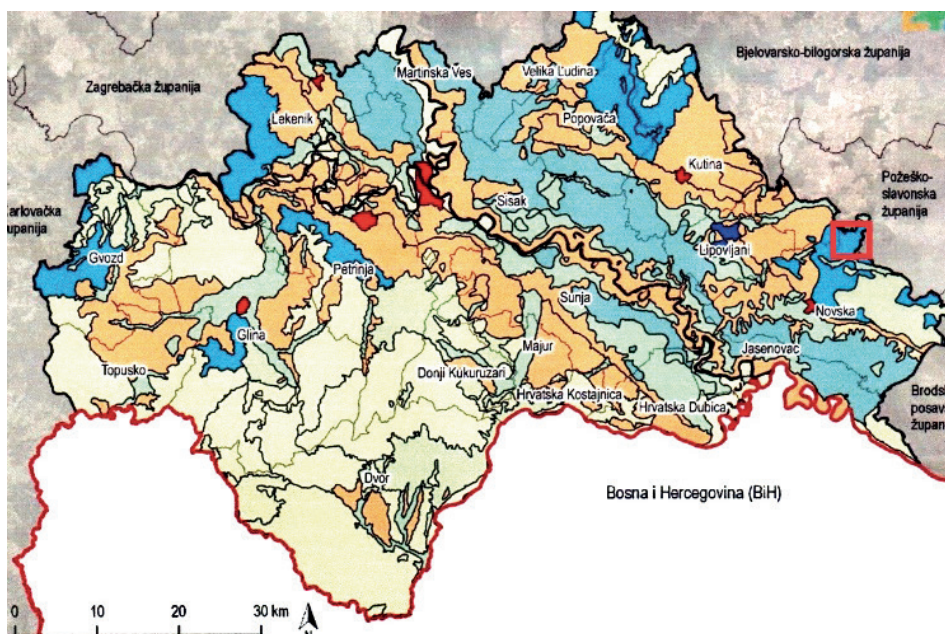 Bjelovarsko-bilogorska županija
Zagrebačka županija
Martinska Ves
Velika Ludina
Lekenik
Popovača
Kutina
Požeško-
slavonska
županija
arlovačka
upanija
Sisak
Gvozd
Petrinja
Lipovljani
Sunja
Novska
Glina
Majur
Jasenovac
Topusko
Donji Kukuruzari
Hrvatska Kostajnica
Hrvatska Dubica
Brods
posav
župan
Dvor
Bosna i Hercegovina (BiH)
0 10 20 30 km
N